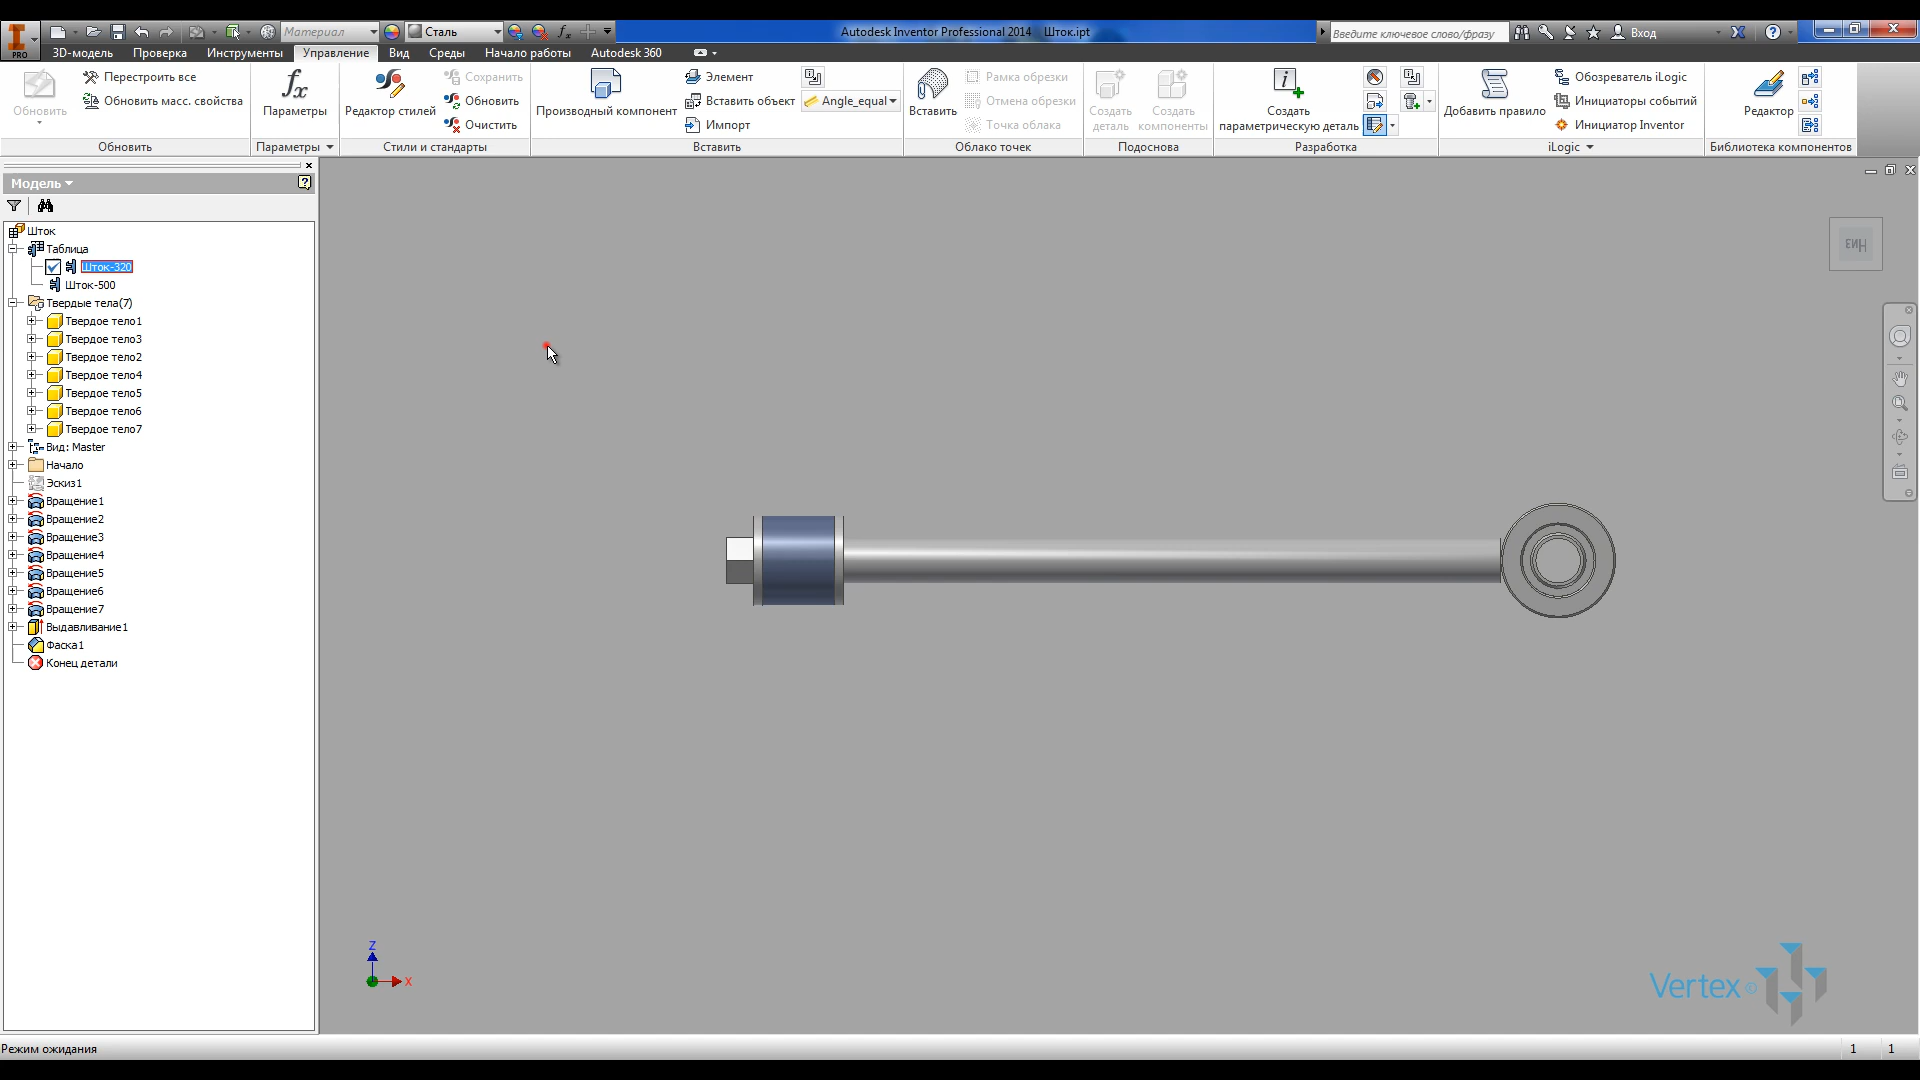 PRO
Материал
Сталь
fx
Autodesk Inventor Professional 2014 Шток.ipt
Введите ключевое слово/фразу
Вход
3D-модель Проверка Инструменты Управление Вид Среды Начало работы Autodesk 360
Обновить
Перестроить все
Обновить масс. свойства
Обновить
fx
Параметры
Параметры
Редактор стилей
Сохранить
Обновить
Очистить
Стили и стандарты
Производный компонент
Элемент
Вставить объект
Импорт
Angle_equal
Вставить
Вставить
Рамка обрезки
Отмена обрезки
Точка облака
Облако точек
Создать
деталь
Создать
компоненты
Подоснова
Создать
параметрическую деталь
Разработка
Добавить правило
Обозреватель iLogic
Инициаторы событий
Инициатор Inventor
iLogic
Редактор
Библиотека компонентов
Модель
Шток
Таблица
Шток-320
Шток-500
Твердые тела(7)
Твердое тело1
Твердое тело3
Твердое тело2
Твердое тело4
Твердое тело5
Твердое тело6
Твердое тело7
Вид: Master
Начало
Эскиз1
Вращение1
Вращение2
Вращение3
Вращение4
Вращение5
Вращение6
Вращение7
Выдавливание1
Фаска1
Конец детали
Низ
Z
X
Vertex
Режим ожидания
1 1